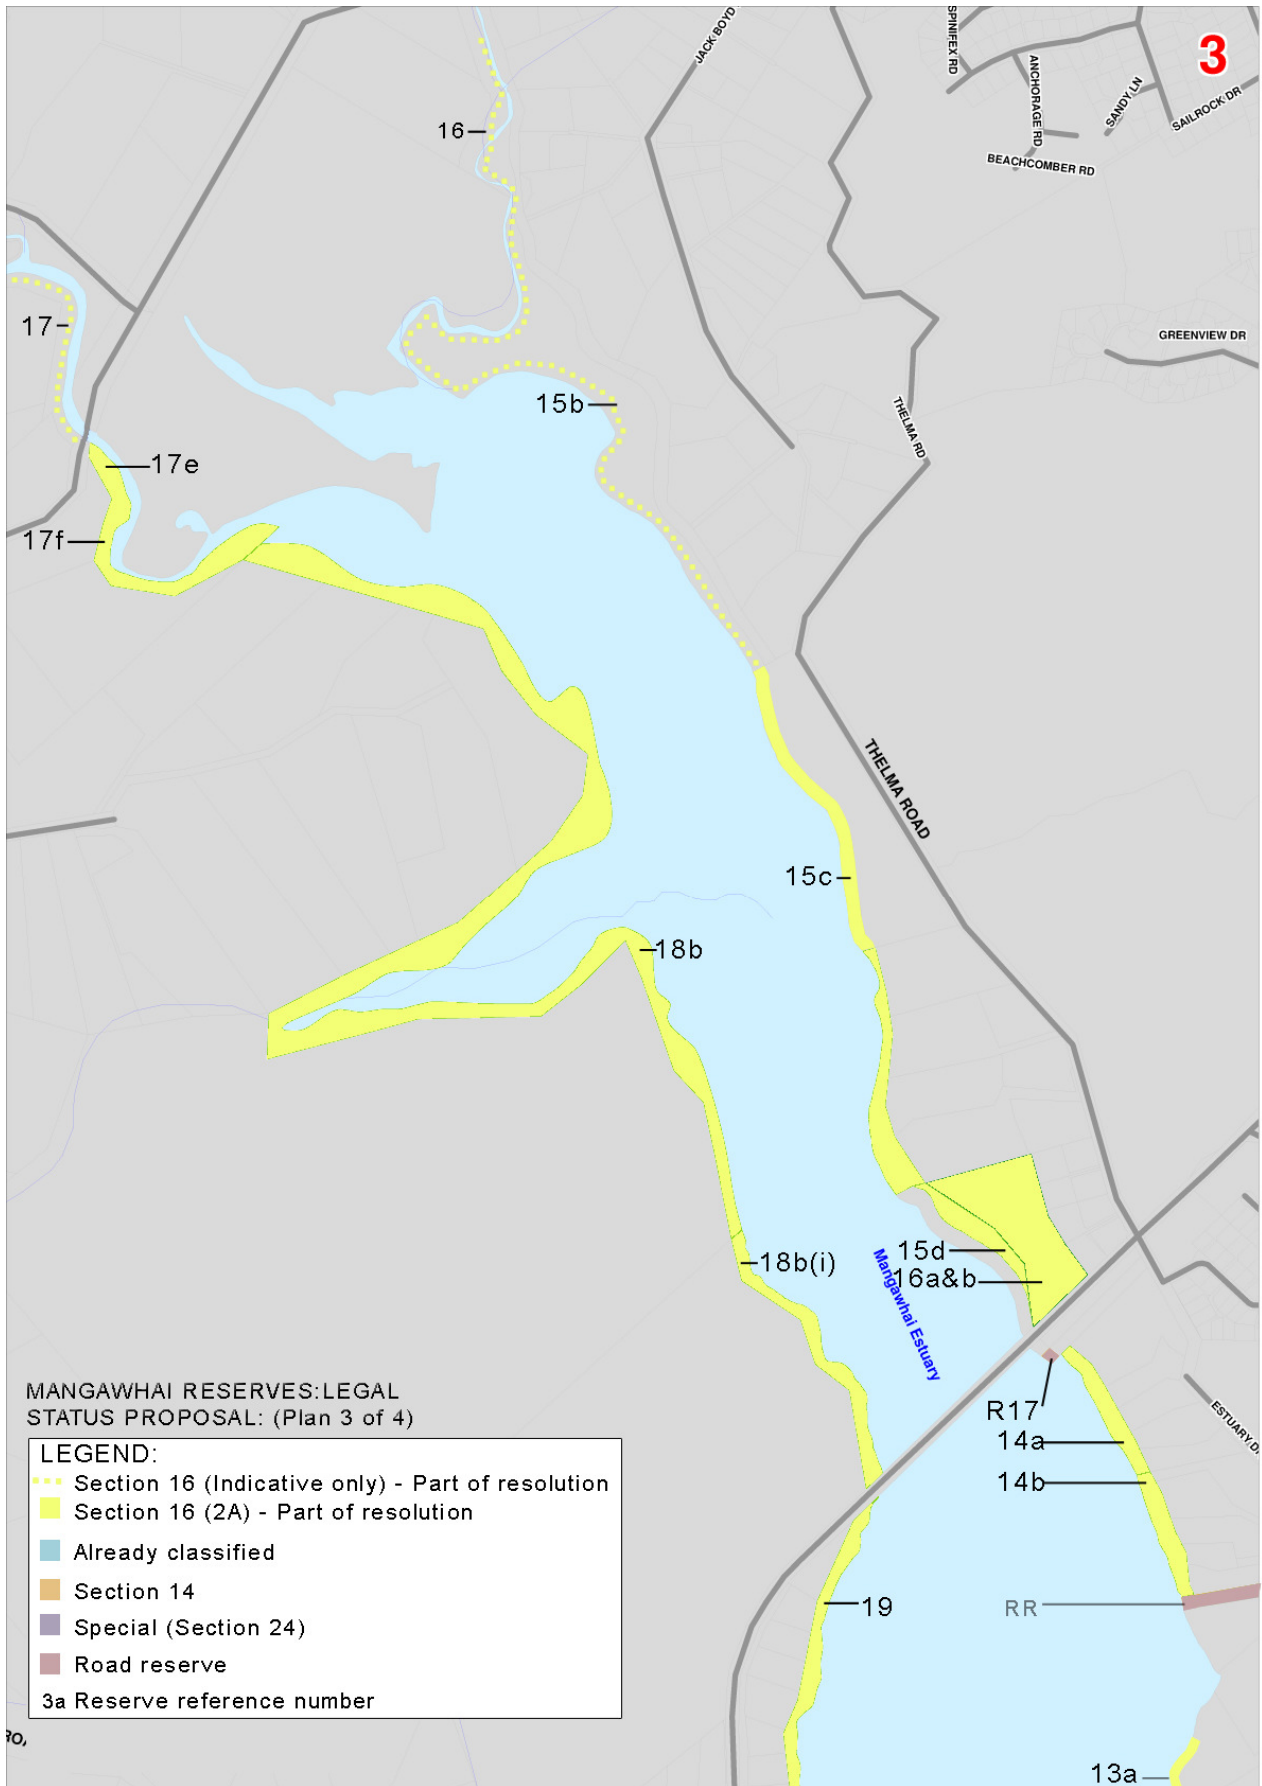 3
JACK BOYD
SPINIFEX RD
ANCHORAGE RD
SANDY LN
SAILROCK DR
BEACHCOMBER RD
16
17
GREENVIEW DR
15b
THELMA RD
17e
17f
THELMA ROAD
15c
18b
15d
18b(i)
16a&b
Mangawhai Estuary
R17
14a
14b
ESTUARY D
19
RR
13a
MANGAWHAI RESERVES:LEGAL
STATUS PROPOSAL: (Plan 3 of 4)
LEGEND:
Section 16 (Indicative only) - Part of resolution
Section 16 (2A) - Part of resolution
Already classified
Section 14
Special (Section 24)
Road reserve
3a Reserve reference number